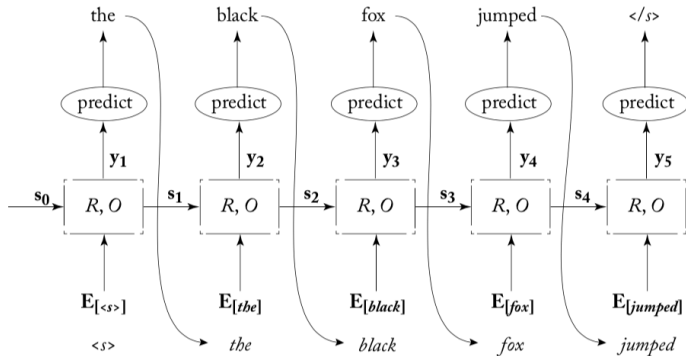 the black fox jumped </s>
predict predict predict predict predict
y1 y2 y3 y4 y5
s0 R, O s1 R, O s2 R, O s3 R, O s4 R, O
E[<s>] E[the] E[black] E[fox] E[jumped]
<s> the black fox jumped